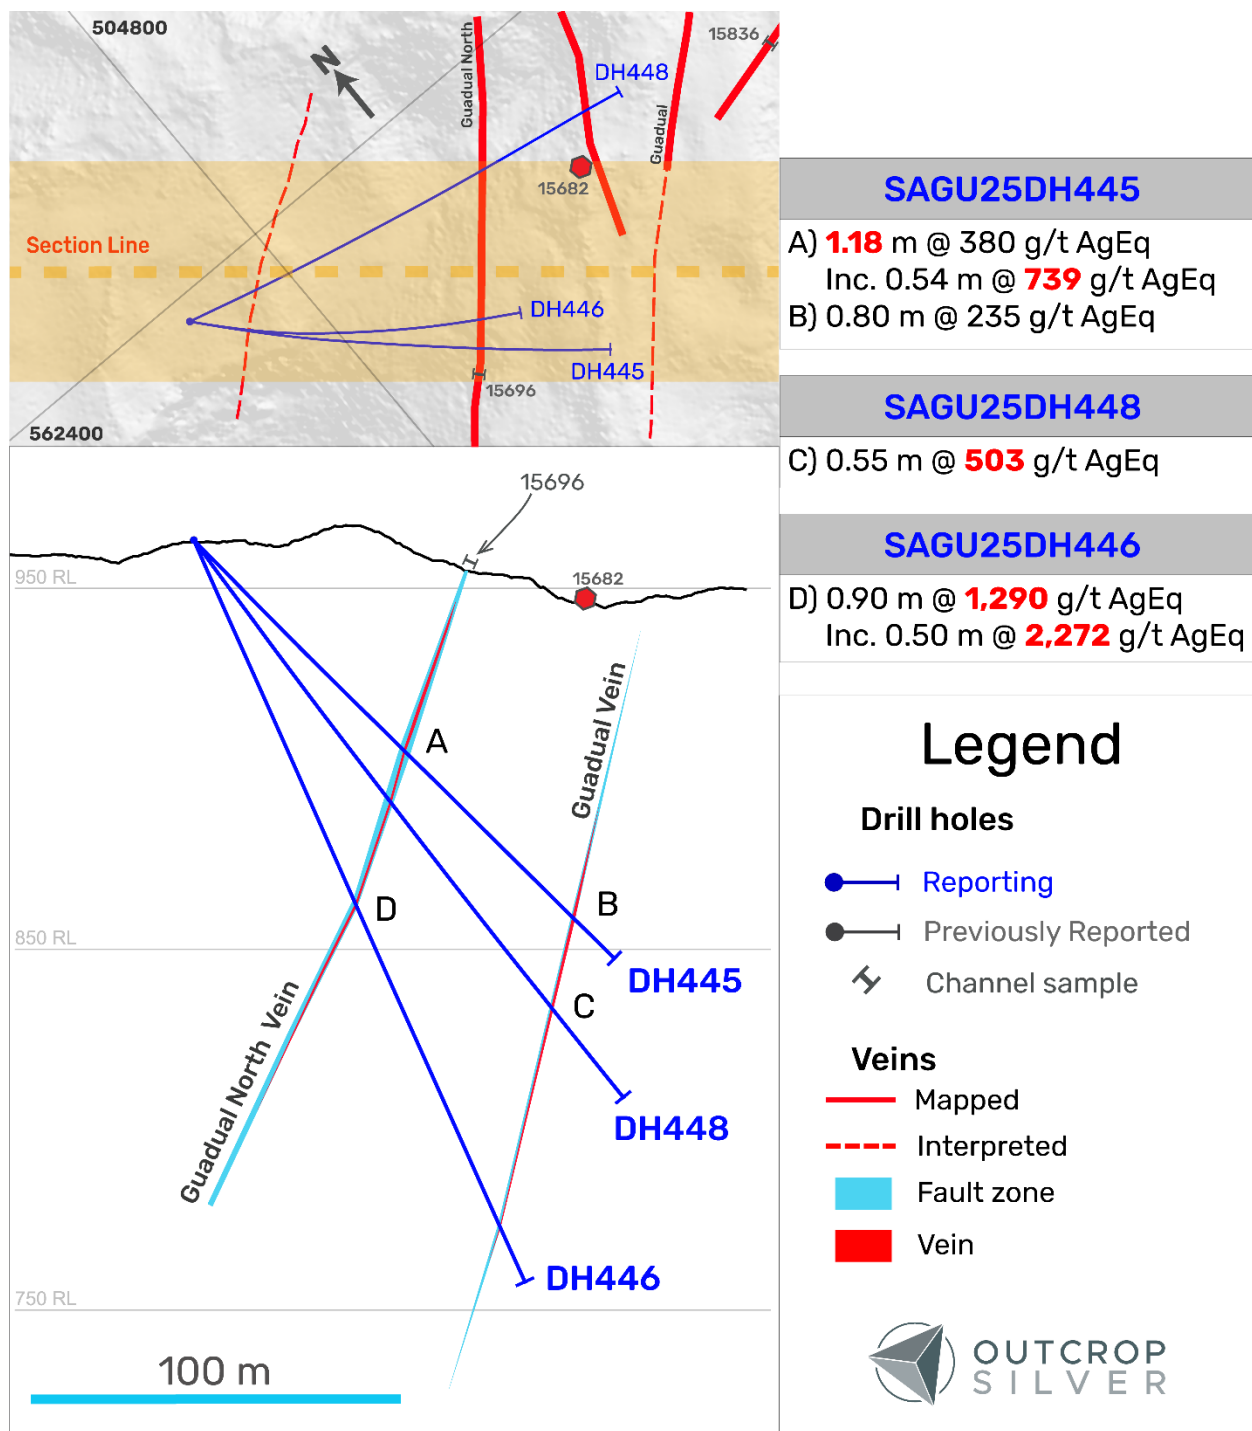 504800
N
Guadual North
DH448
15836
Guadual
15682
Section Line
DH446
DH445
15696
562400
15696
950 RL
15682
Guadual Vein
A
B
D
850 RL
DH445
C
Guadual North Vein
DH448
DH446
750 RL
100 m
SAGU25DH445
A) 1.18 m @ 380 g/t AgEq
Inc. 0.54 m @ 739 g/t AgEq
B) 0.80 m @ 235 g/t AgEq
SAGU25DH448
C) 0.55 m @ 503 g/t AgEq
SAGU25DH446
D) 0.90 m @ 1,290 g/t AgEq
Inc. 0.50 m @ 2,272 g/t AgEq
Legend
Drill holes
Reporting
Previously Reported
Channel sample
Veins
Mapped
Interpreted
Fault zone
Vein
OUTCROP
SILVER